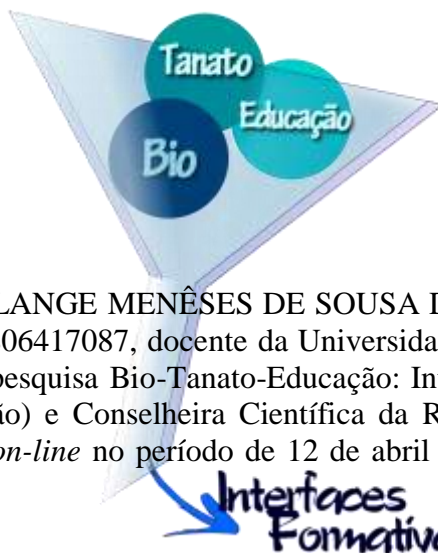 Tanato
Educação
Bio
LANGE MENÊSES DE SOUSA D
06417087, docente da Universida
pesquisa Bio-Tanato-Educação: In
ão) e Conselheira Científica da R
on-line no período de 12 de abril
Interfaces
Formativa